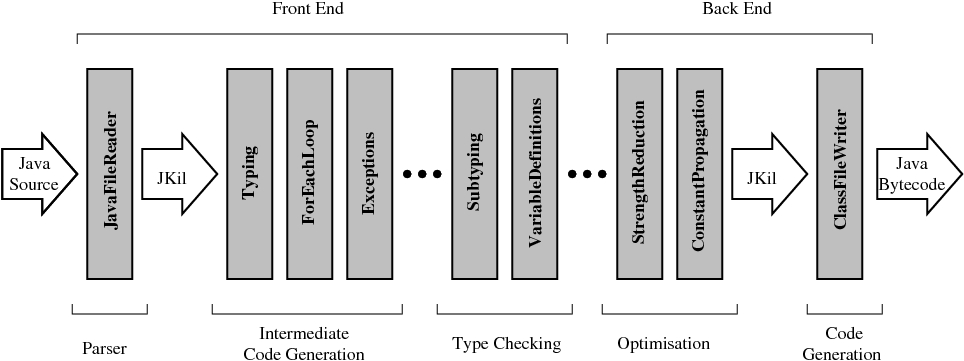 Front End
Back End
Java
Source
JavaFileReader
JKil
Typing
ForEachLoop
Exceptions
Subtyping
VariableDefinitions
StrengthReduction
ConstantPropagation
JKil
ClassFileWriter
Java
Bytecode
Parser
Intermediate
Code Generation
Type Checking
Optimisation
Code
Generation